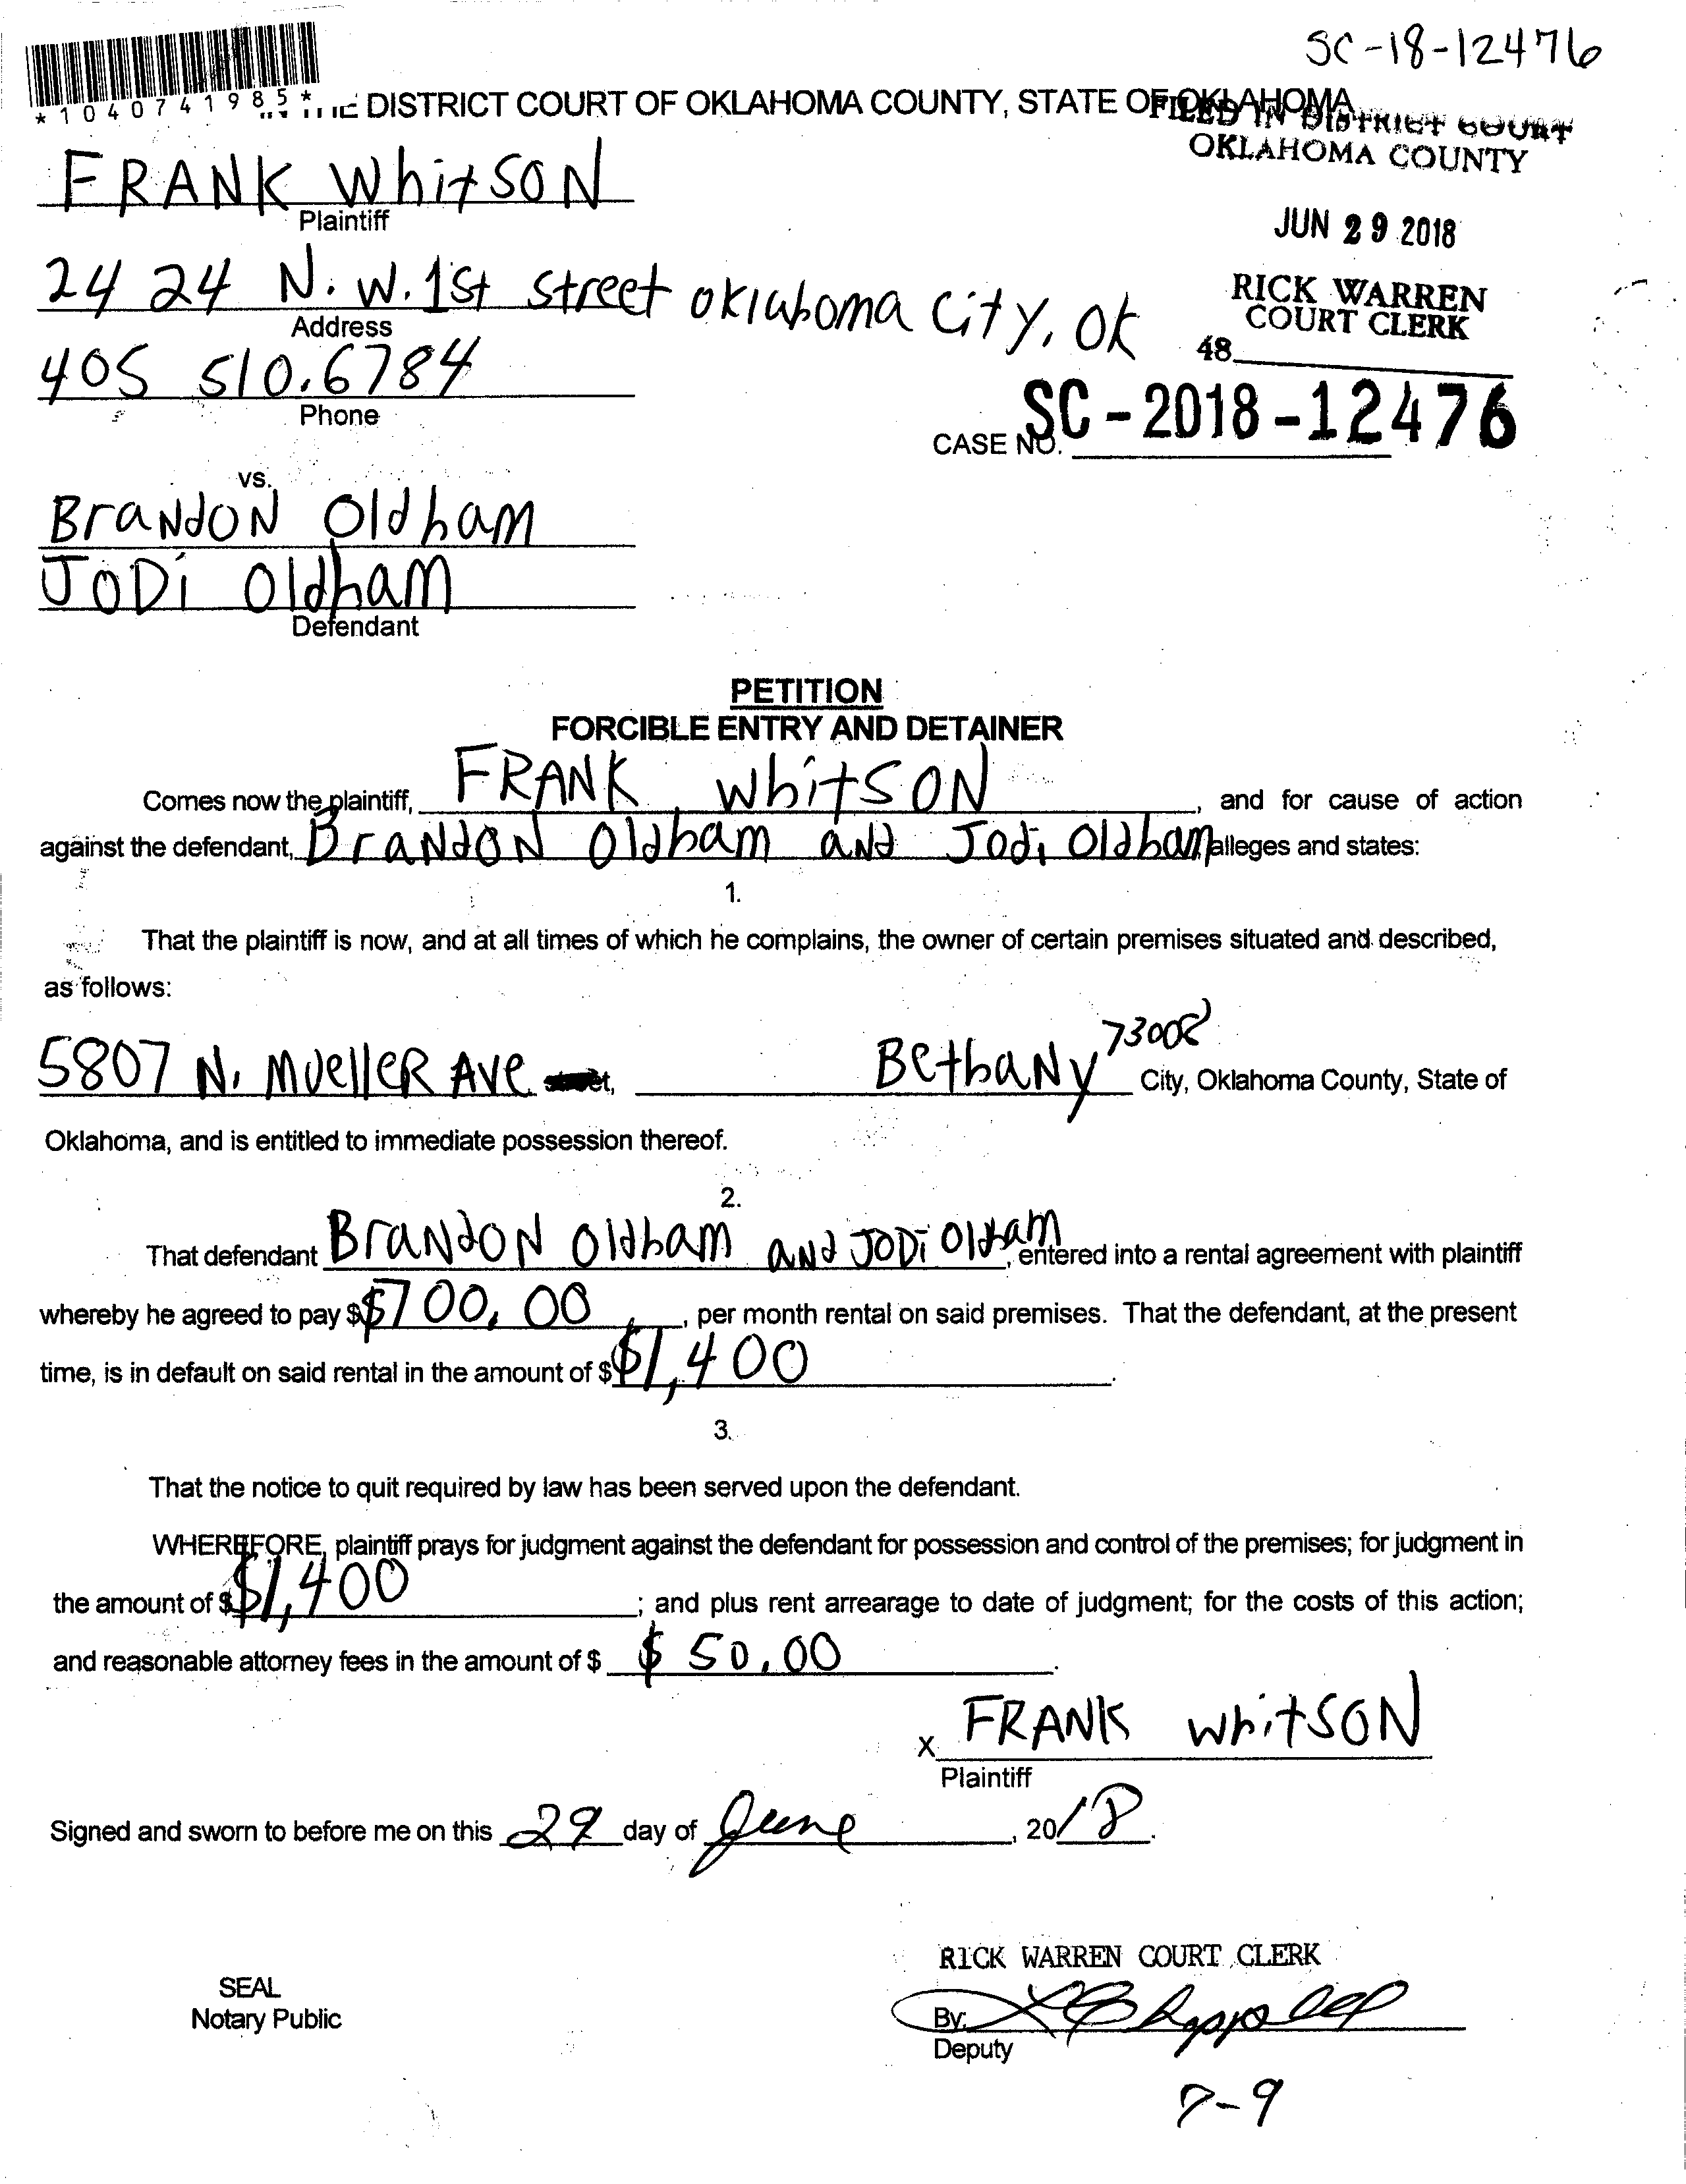 SC-18-12476
*1040741985*
DISTRICT COURT OF OKLAHOMA COUNTY, STATE OF OKLAHOMA
FILED IN DISTRICT COURT
OKLAHOMA COUNTY
FRANK WhitSON
Plaintiff
JUN 29 2018
2424 N.W. 1st Street oklahoma City, OK
Address
RICK WARREN
COURT CLERK
48
405 510.6784
Phone
CASE NO. SC-2018-12476
vs.
BraNdON Oldham
JODi Oldham
Defendant
PETITION
FORCIBLE ENTRY AND DETAINER
Comes now the plaintiff, FRANK whitSON, and for cause of action
against the defendant, BraNdON Oldham aNd Jodi Oldham alleges and states:
1.
That the plaintiff is now, and at all times of which he complains, the owner of certain premises situated and described,
as follows:
5807 N. MUelleR AVe, BethaNy 73008 City, Oklahoma County, State of
Oklahoma, and is entitled to immediate possession thereof.
2.
That defendant BraNdON Oldham aNd JODi Oldham, entered into a rental agreement with plaintiff
whereby he agreed to pay $ $700.00, per month rental on said premises. That the defendant, at the present
time, is in default on said rental in the amount of $ $1,400.
3.
That the notice to quit required by law has been served upon the defendant.
WHEREFORE, plaintiff prays for judgment against the defendant for possession and control of the premises; for judgment in
the amount of $ $1,400; and plus rent arrearage to date of judgment; for the costs of this action;
and reasonable attorney fees in the amount of $ $50.00.
x FRANK whitSON
Plaintiff
Signed and sworn to before me on this 29 day of June, 2018.
RICK WARREN COURT CLERK
SEAL
Notary Public
By:
Deputy
7-9